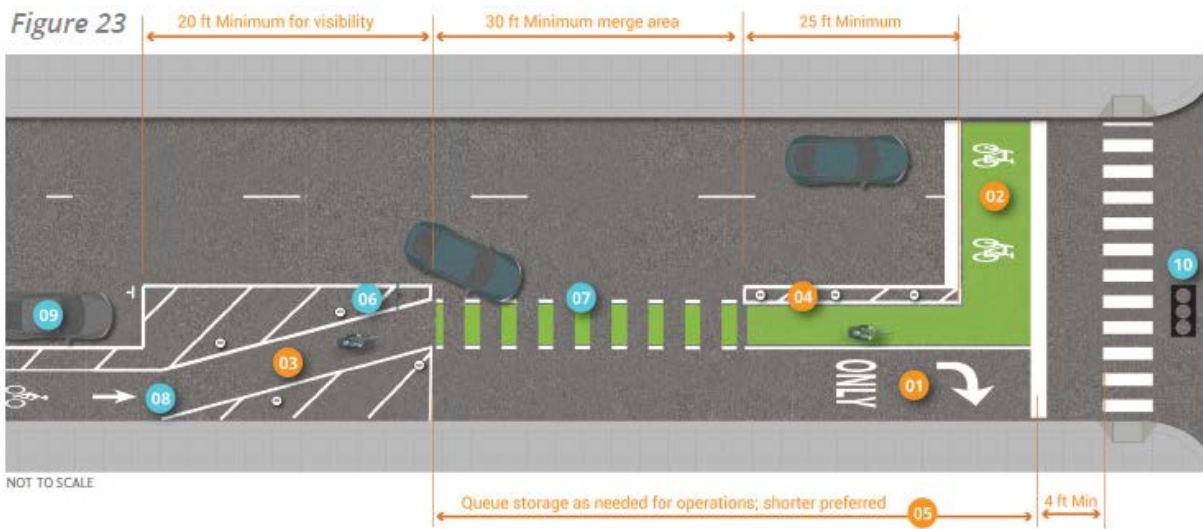 Figure 23
20 ft Minimum for visibility
30 ft Minimum merge area
25 ft Minimum
02
10
06
07
04
09
03
01
ONLY
08
NOT TO SCALE
Queue storage as needed for operations; shorter preferred 05
4 ft Min